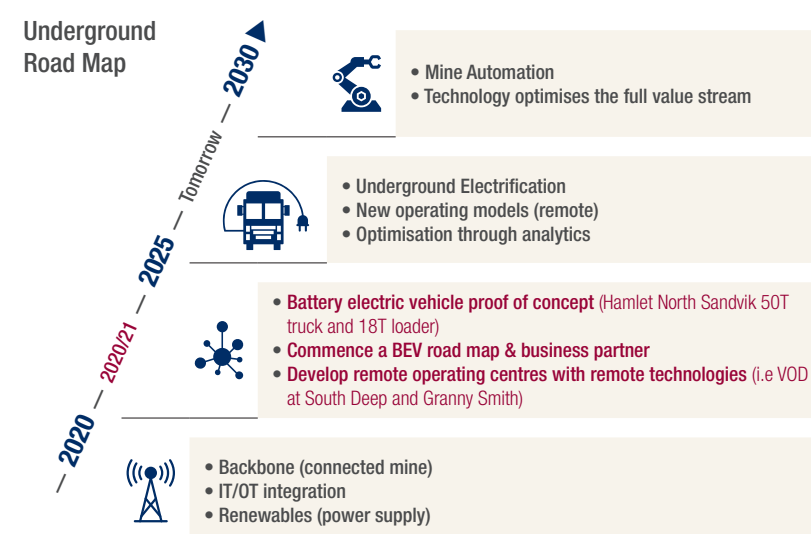 Underground
Road Map
2030
• Mine Automation
• Technology optimises the full value stream
Tomorrow
• Underground Electrification
• New operating models (remote)
• Optimisation through analytics
2025
2020/21
• Battery electric vehicle proof of concept (Hamlet North Sandvik 50T
truck and 18T loader)
• Commence a BEV road map & business partner
• Develop remote operating centres with remote technologies (i.e VOD
at South Deep and Granny Smith)
2020
• Backbone (connected mine)
• IT/OT integration
• Renewables (power supply)